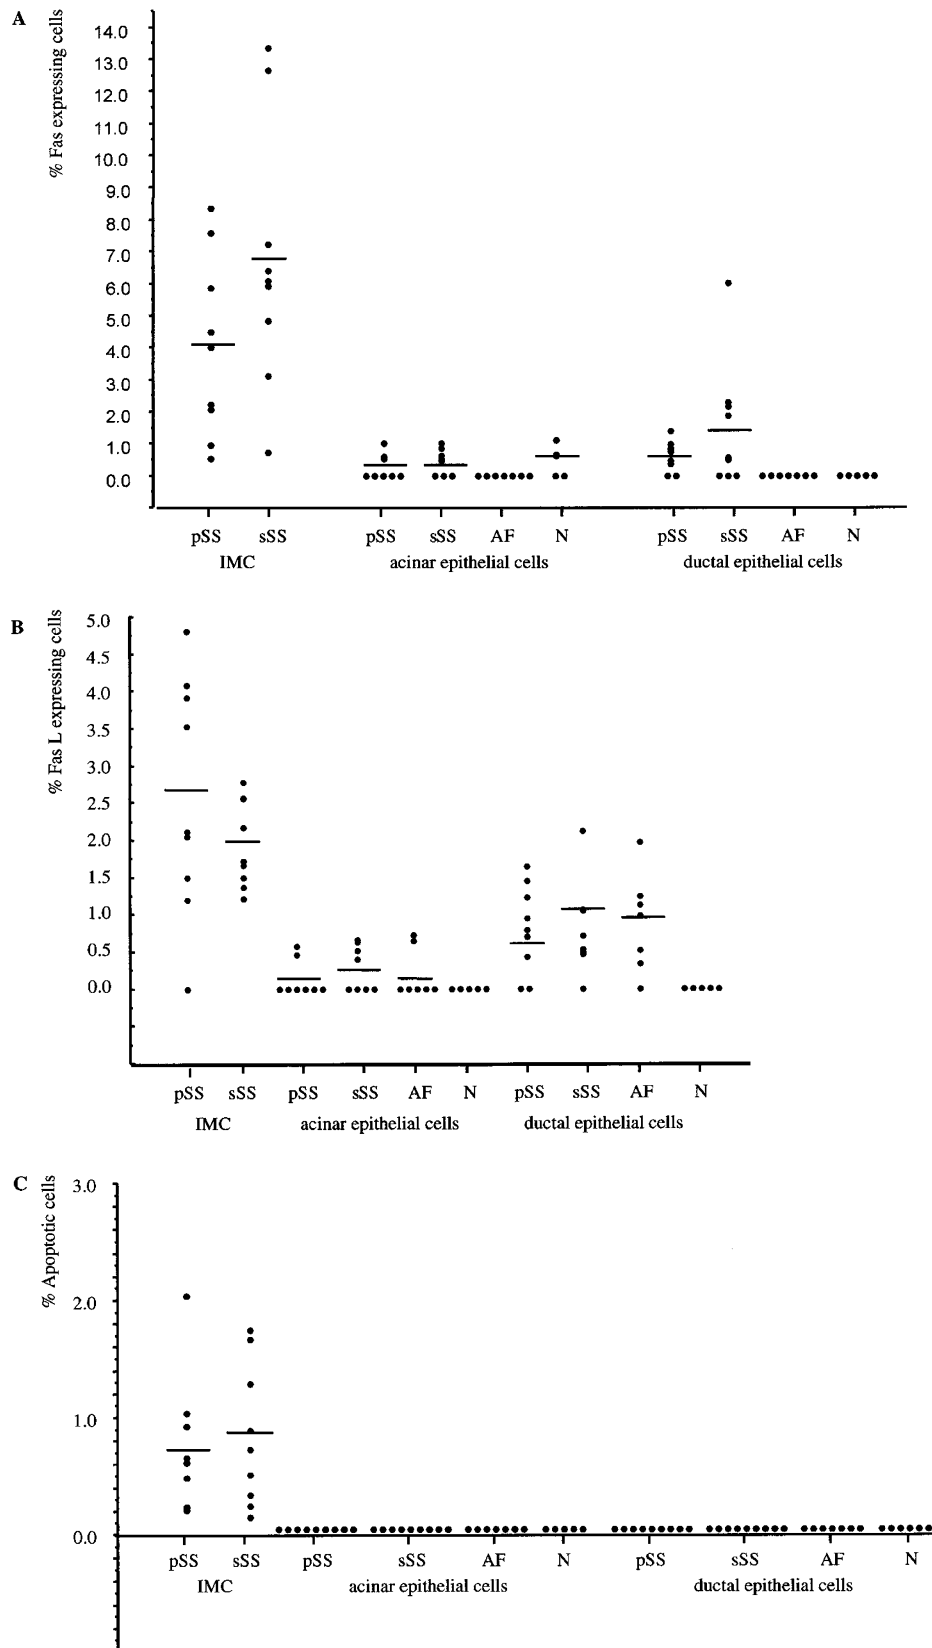 A
% Fas expressing cells
14.0
13.0
12.0
11.0
10.0
9.0
8.0
7.0
6.0
5.0
4.0
3.0
2.0
1.0
0.0
pSS sSS pSS sSS AF N pSS sSS AF N
IMC acinar epithelial cells ductal epithelial cells
B
% Fas L expressing cells
5.0
4.5
4.0
3.5
3.0
2.5
2.0
1.5
1.0
0.5
0.0
pSS sSS pSS sSS AF N pSS sSS AF N
IMC acinar epithelial cells ductal epithelial cells
C
% Apoptotic cells
3.0
2.0
1.0
0.0
pSS sSS pSS sSS AF N pSS sSS AF N
IMC acinar epithelial cells ductal epithelial cells